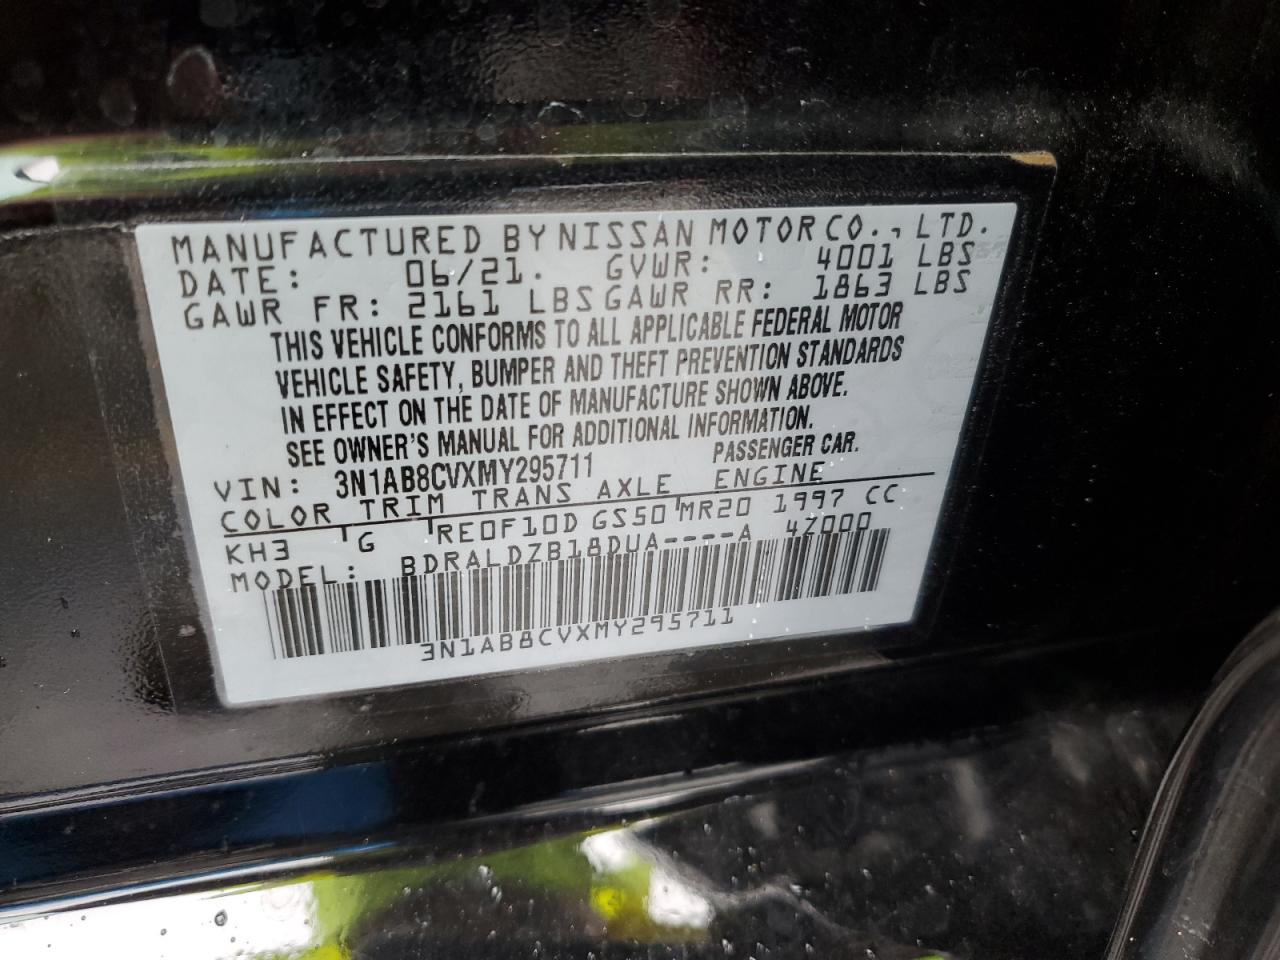 MANUFACTURED BY NISSAN MOTOR CO., LTD.
DATE: 06/21. GVWR: 4001 LBS
GAWR FR: 2161 LBS GAWR RR: 1863 LBS
THIS VEHICLE CONFORMS TO ALL APPLICABLE FEDERAL MOTOR
VEHICLE SAFETY, BUMPER AND THEFT PREVENTION STANDARDS
IN EFFECT ON THE DATE OF MANUFACTURE SHOWN ABOVE.
SEE OWNER'S MANUAL FOR ADDITIONAL INFORMATION.
VIN: 3N1AB8CVXMY295711 PASSENGER CAR.
COLOR TRIM TRANS AXLE ENGINE
KH3 G RE0F10D GS50 MR20 1997 CC
MODEL: BDRALDZB18DUA----A 4Z000
3N1AB8CVXMY295711